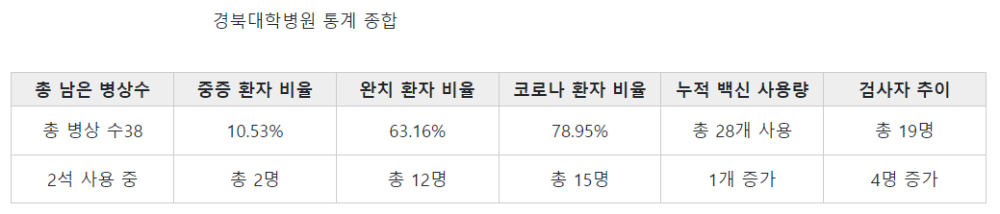 경북대학병원 통계 종합
총 남은 병상수 중증 환자 비율 완치 환자 비율 코로나 환자 비율 누적 백신 사용량 검사자 추이
총 병상 수38 10.53% 63.16% 78.95% 총 28개 사용 총 19명
2석 사용 중 총 2명 총 12명 총 15명 1개 증가 4명 증가